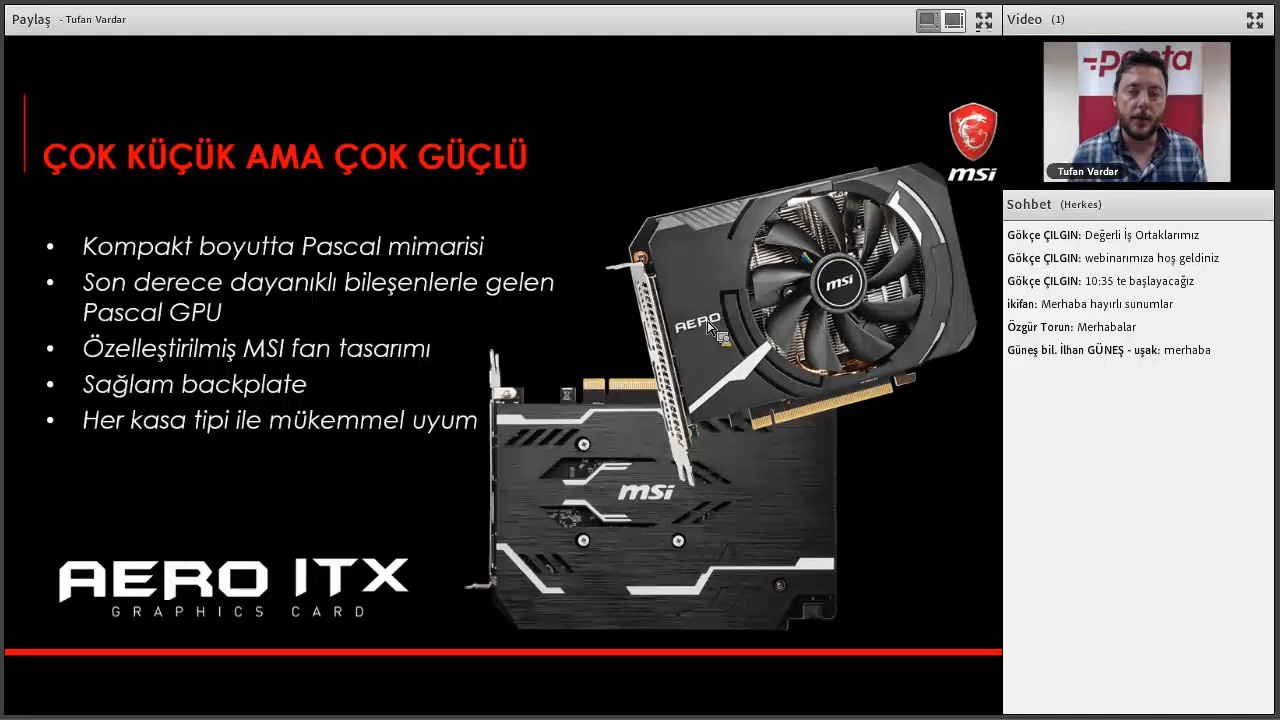 Paylaş - Tufan Vardar
ÇOK KÜÇÜK AMA ÇOK GÜÇLÜ
• Kompakt boyutta Pascal mimarisi
• Son derece dayanıklı bileşenlerle gelen
Pascal GPU
• Özelleştirilmiş MSI fan tasarımı
• Sağlam backplate
• Her kasa tipi ile mükemmel uyum
AERO ITX
GRAPHICS CARD
msi
msi
AERO
msi
Video (1)
penta
Tufan Vardar
Sohbet (Herkes)
Gökçe ÇILGIN: Değerli İş Ortaklarımız
Gökçe ÇILGIN: webinarımıza hoş geldiniz
Gökçe ÇILGIN: 10:35 te başlayacağız
ikifan: Merhaba hayırlı sunumlar
Özgür Torun: Merhabalar
Güneş bil. İlhan GÜNEŞ - uşak: merhaba